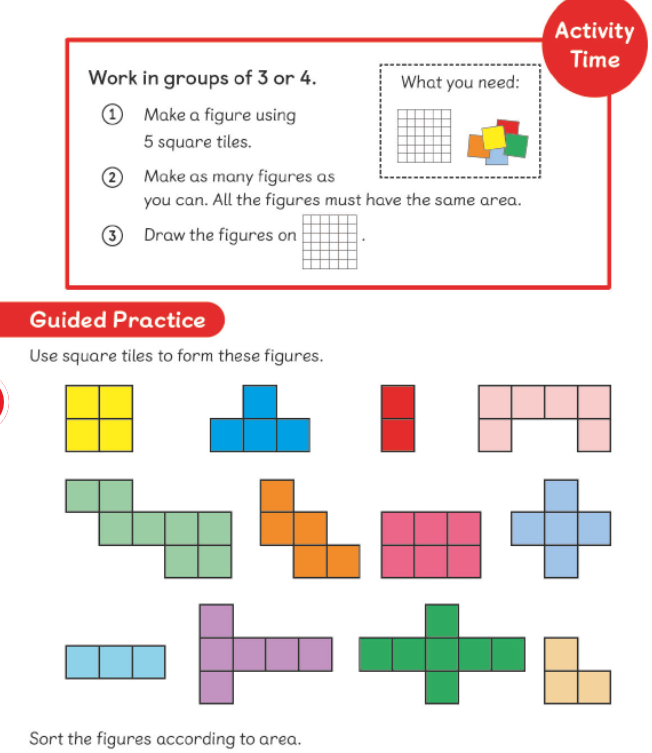 Activity
Time
Work in groups of 3 or 4.
What you need:
1 Make a figure using
5 square tiles.
2 Make as many figures as
you can. All the figures must have the same area.
3 Draw the figures on .
Guided Practice
Use square tiles to form these figures.
Sort the figures according to area.